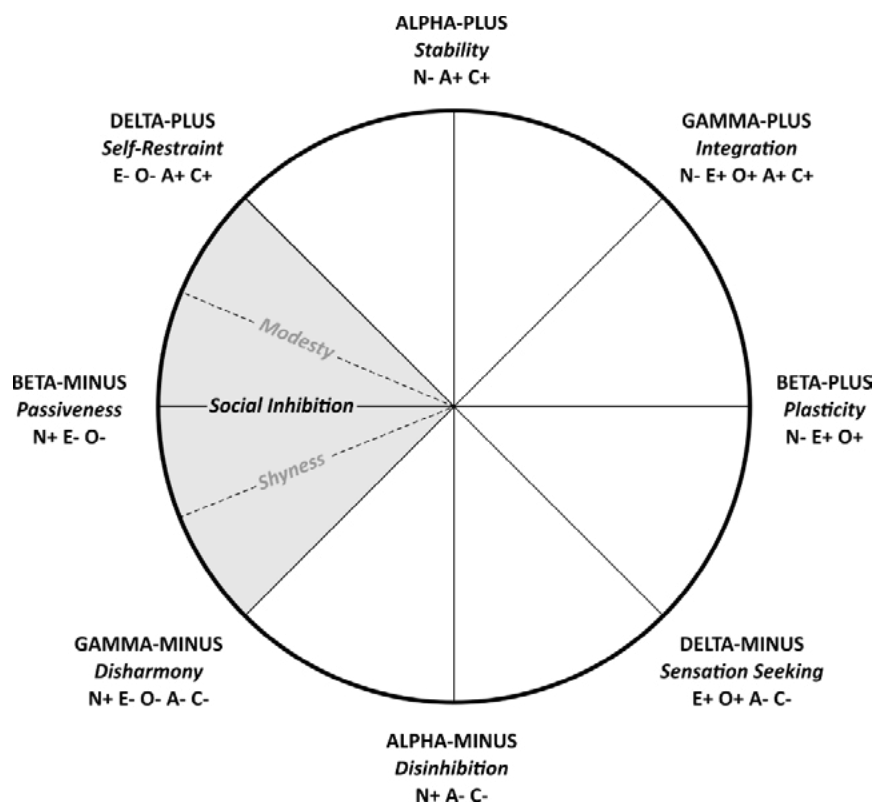 ALPHA-PLUS
Stability
N- A+ C+
DELTA-PLUS
Self-Restraint
E- O- A+ C+
GAMMA-PLUS
Integration
N- E+ O+ A+ C+
Modesty
BETA-MINUS
Passiveness
N+ E- O-
Social Inhibition
BETA-PLUS
Plasticity
N- E+ O+
Shyness
GAMMA-MINUS
Disharmony
N+ E- O- A- C-
DELTA-MINUS
Sensation Seeking
E+ O+ A- C-
ALPHA-MINUS
Disinhibition
N+ A- C-